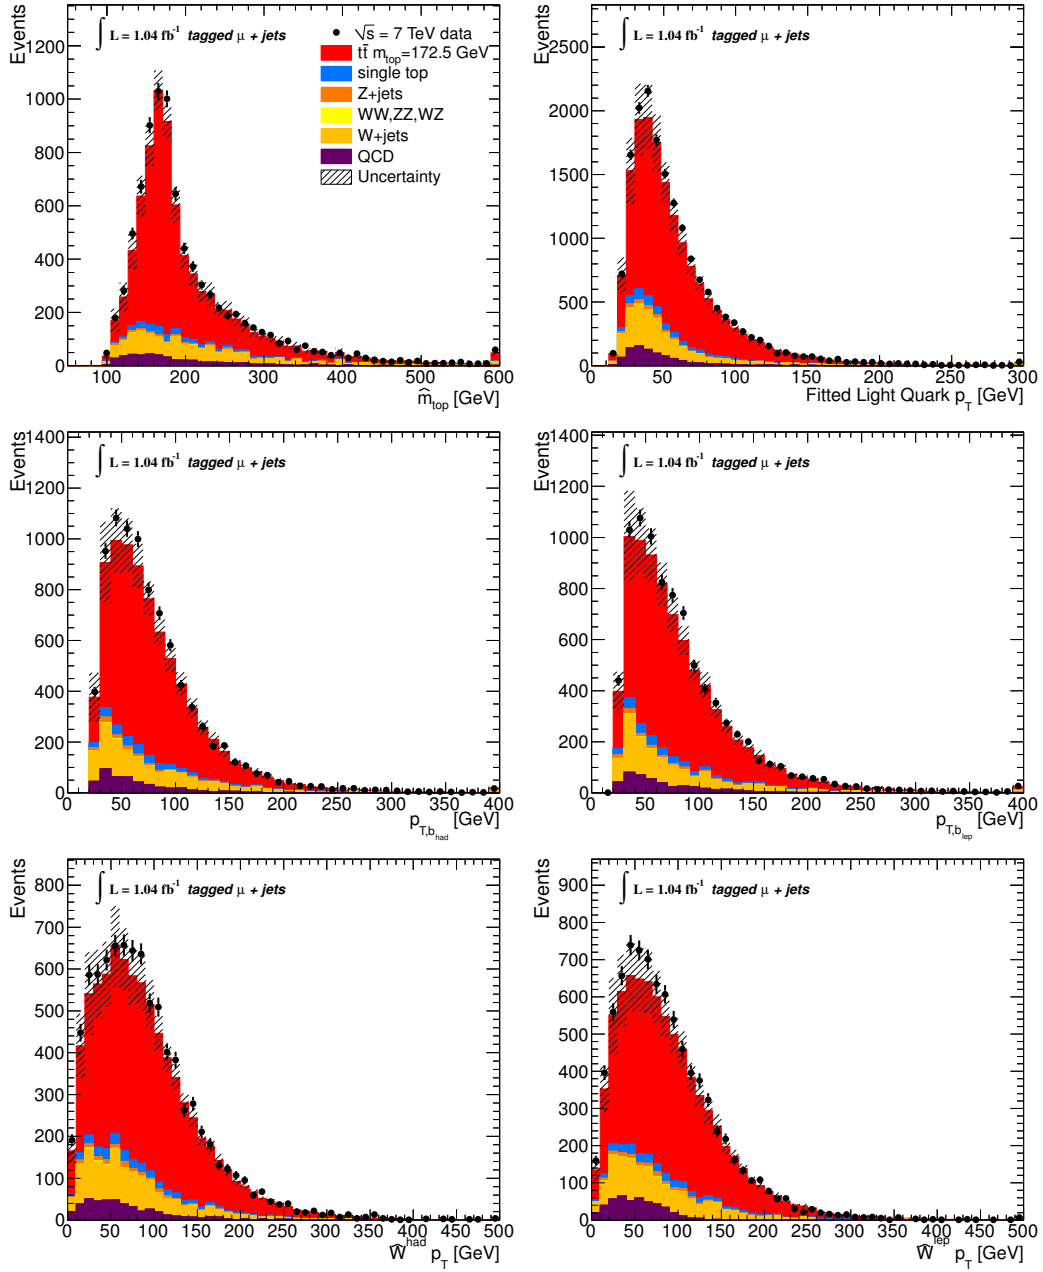 Events
1200
1000
800
600
400
200
0
∫ L = 1.04 fb⁻¹ tagged μ + jets
√s = 7 TeV data
tt̄ m_top=172.5 GeV
single top
Z+jets
WW,ZZ,WZ
W+jets
QCD
Uncertainty
100 200 300 400 500 600
m̂_top [GeV]
Events
2500
2000
1500
1000
500
0
∫ L = 1.04 fb⁻¹ tagged μ + jets
0 50 100 150 200 250 300
Fitted Light Quark p_T [GeV]
Events
1400
1200
1000
800
600
400
200
0
∫ L = 1.04 fb⁻¹ tagged μ + jets
0 50 100 150 200 250 300 350 400
p_T,b_had [GeV]
Events
1400
1200
1000
800
600
400
200
0
∫ L = 1.04 fb⁻¹ tagged μ + jets
0 50 100 150 200 250 300 350 400
p_T,b_lep [GeV]
Events
800
700
600
500
400
300
200
100
0
∫ L = 1.04 fb⁻¹ tagged μ + jets
0 50 100 150 200 250 300 350 400 450 500
Ŵ^had p_T [GeV]
Events
900
800
700
600
500
400
300
200
100
0
∫ L = 1.04 fb⁻¹ tagged μ + jets
0 50 100 150 200 250 300 350 400 450 500
Ŵ^lep p_T [GeV]